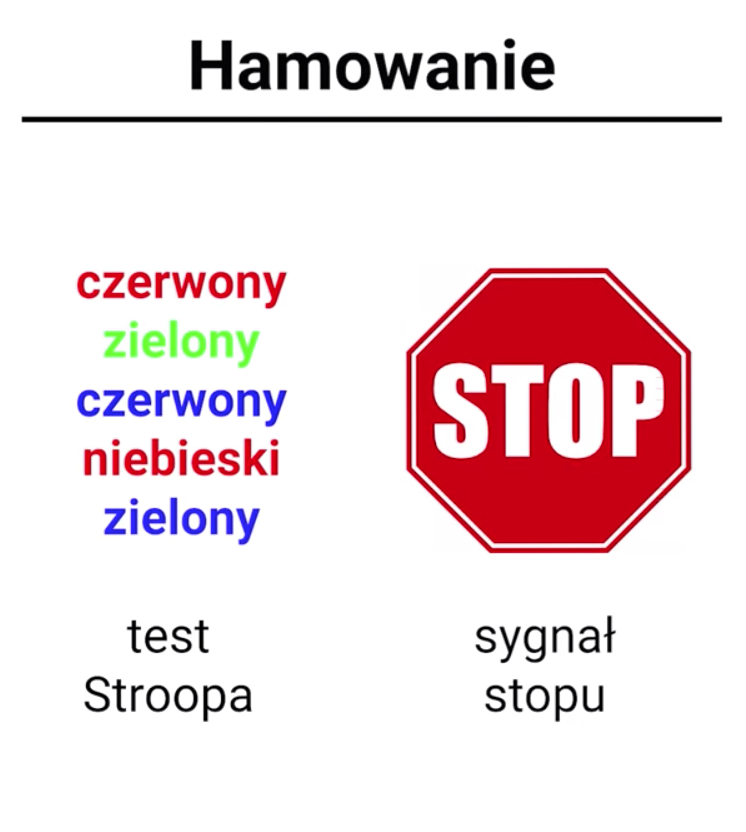 Hamowanie
czerwony
zielony
czerwony
niebieski
zielony
STOP
test
Stroopa
sygnał
stopu